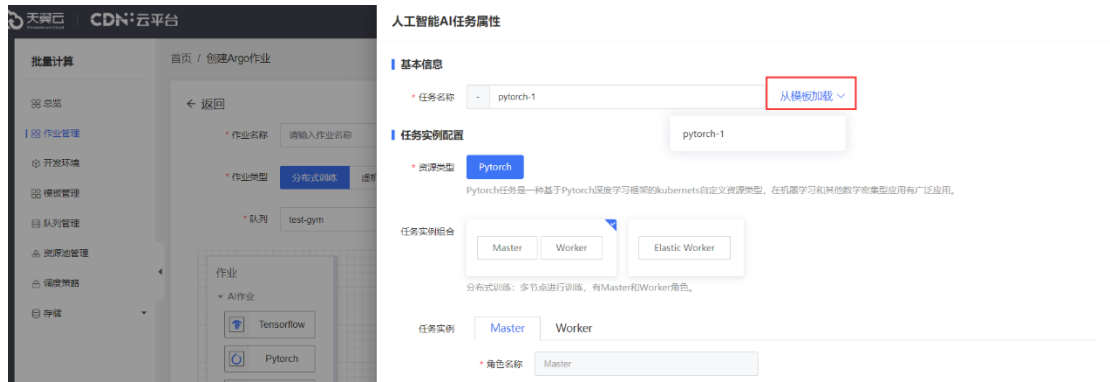 天翼云 CDN:云平台
批量计算
总览
作业管理
开发环境
模板管理
队列管理
资源池管理
调度策略
存储
首页 / 创建Argo作业
← 返回
* 作业名称 请输入作业名称
* 作业类型 分布式训练
* 队列 test-gym
作业
AI作业
Tensorflow
Pytorch
人工智能AI任务属性
基本信息
* 任务名称 - pytorch-1 从模板加载
pytorch-1
任务实例配置
* 资源类型 Pytorch
Pytorch任务是一种基于Pytorch深度学习框架的kubernets自定义资源类型，在机器学习和其他数学密集型应用有广泛应用。
任务实例组合 Master Worker Elastic Worker
分布式训练：多节点进行训练，有Master和Worker角色。
任务实例 Master Worker
* 角色名称 Master